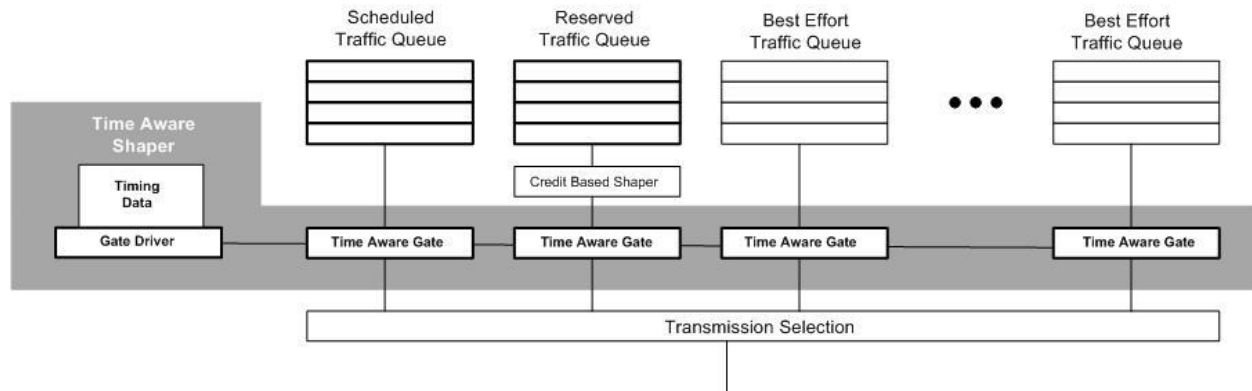 Scheduled
Traffic Queue
Reserved
Traffic Queue
Best Effort
Traffic Queue
Best Effort
Traffic Queue
Time Aware
Shaper
Timing
Data
Credit Based Shaper
Gate Driver
Time Aware Gate
Time Aware Gate
Time Aware Gate
Time Aware Gate
Transmission Selection